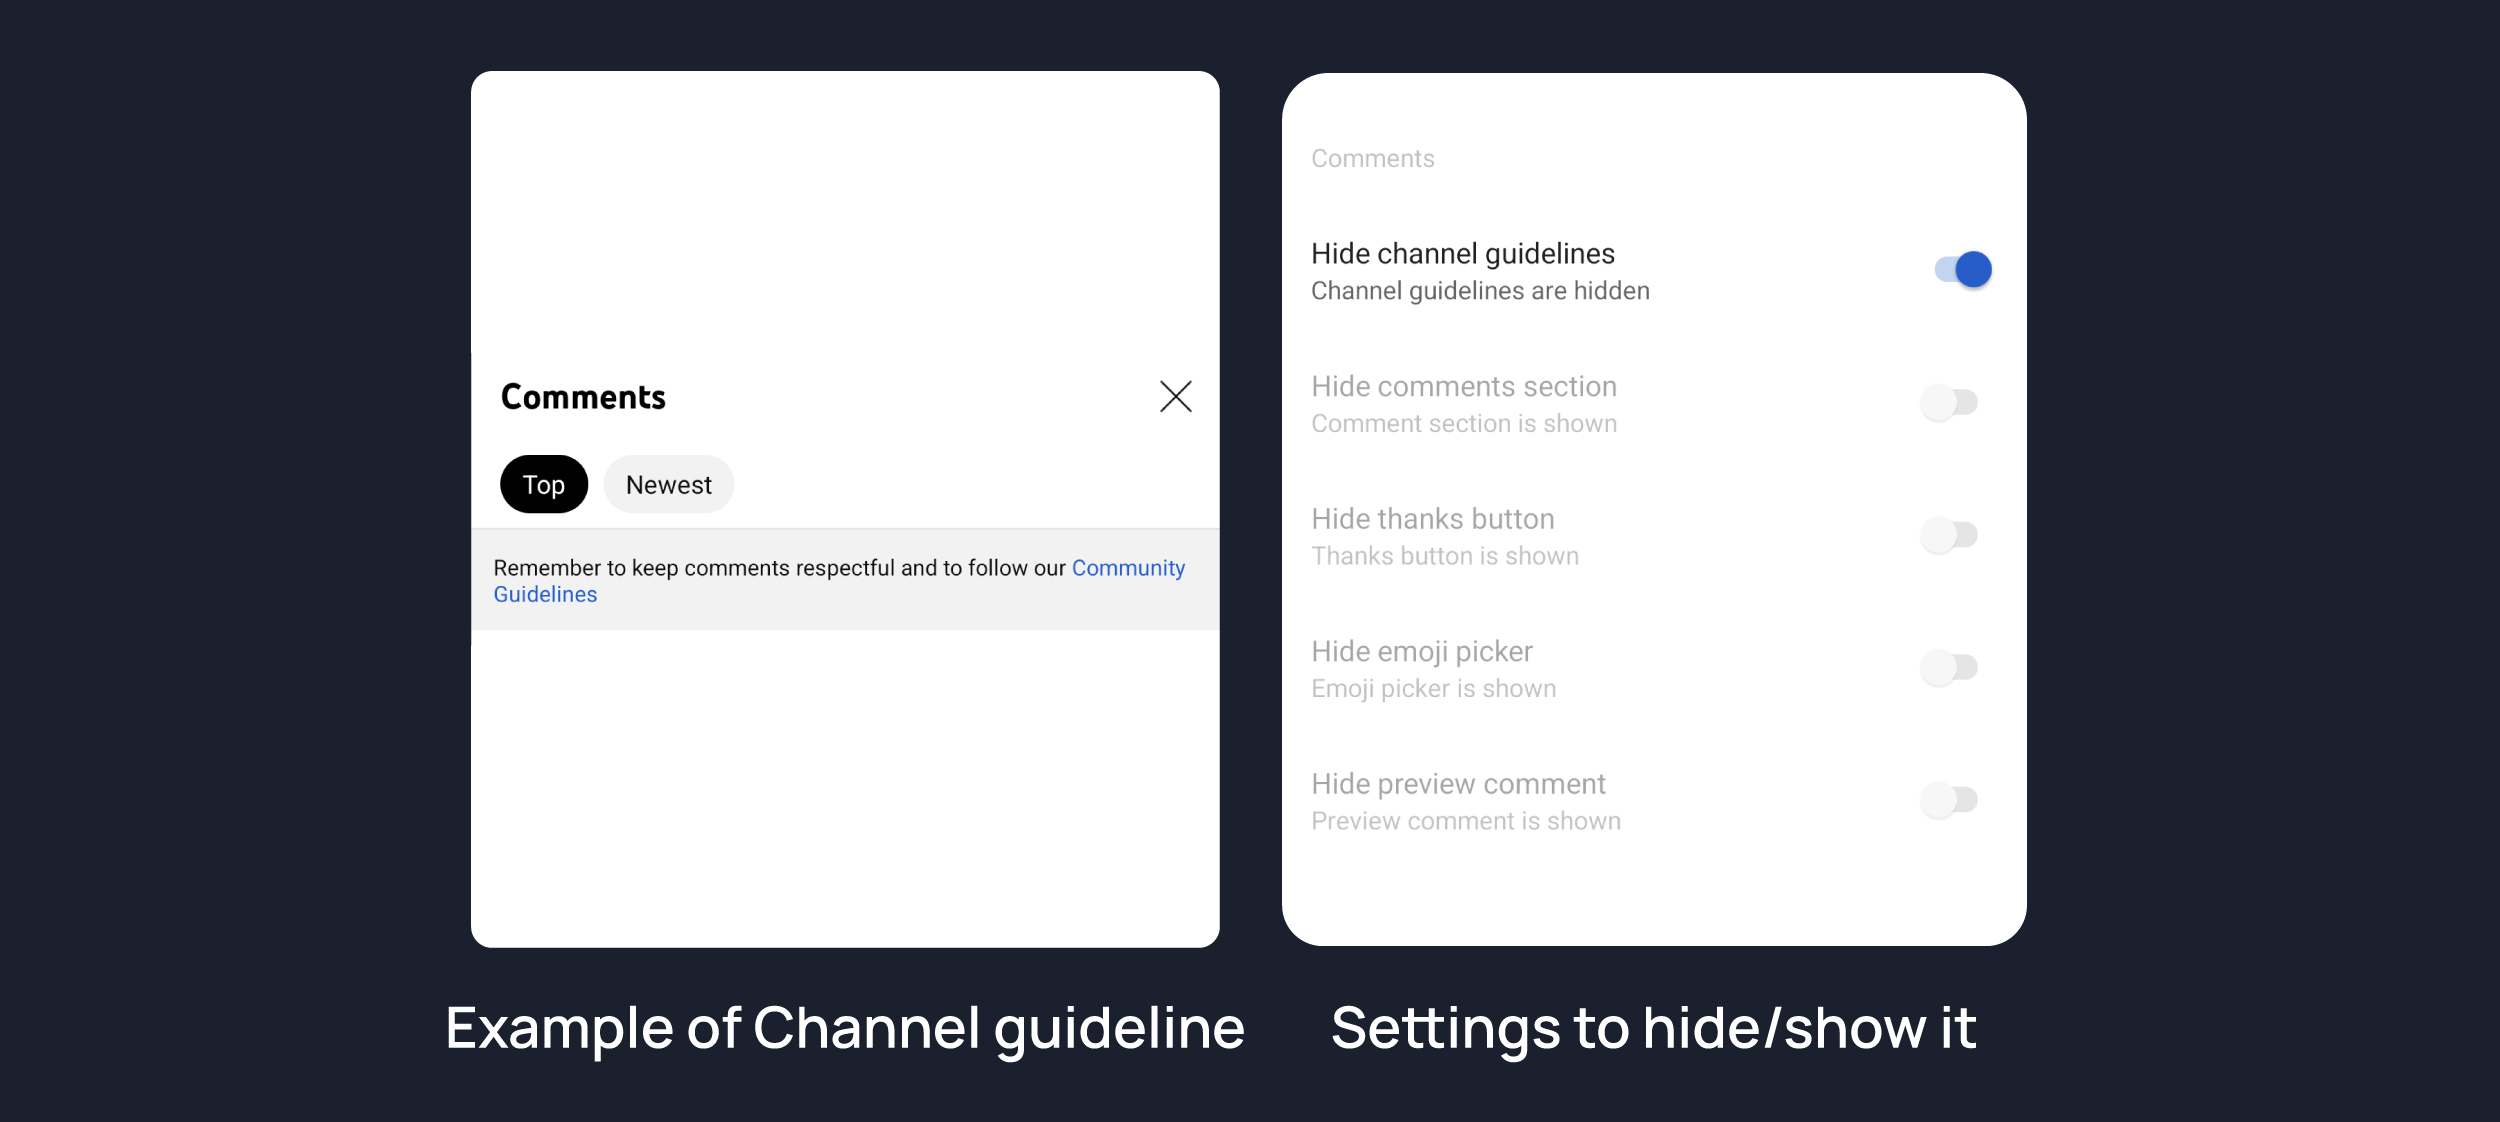 Comments
Top
Newest
Remember to keep comments respectful and to follow our Community
Guidelines
Example of Channel guideline
Comments
Hide channel guidelines
Channel guidelines are hidden
Hide comments section
Comment section is shown
Hide thanks button
Thanks button is shown
Hide emoji picker
Emoji picker is shown
Hide preview comment
Preview comment is shown
Settings to hide/show it